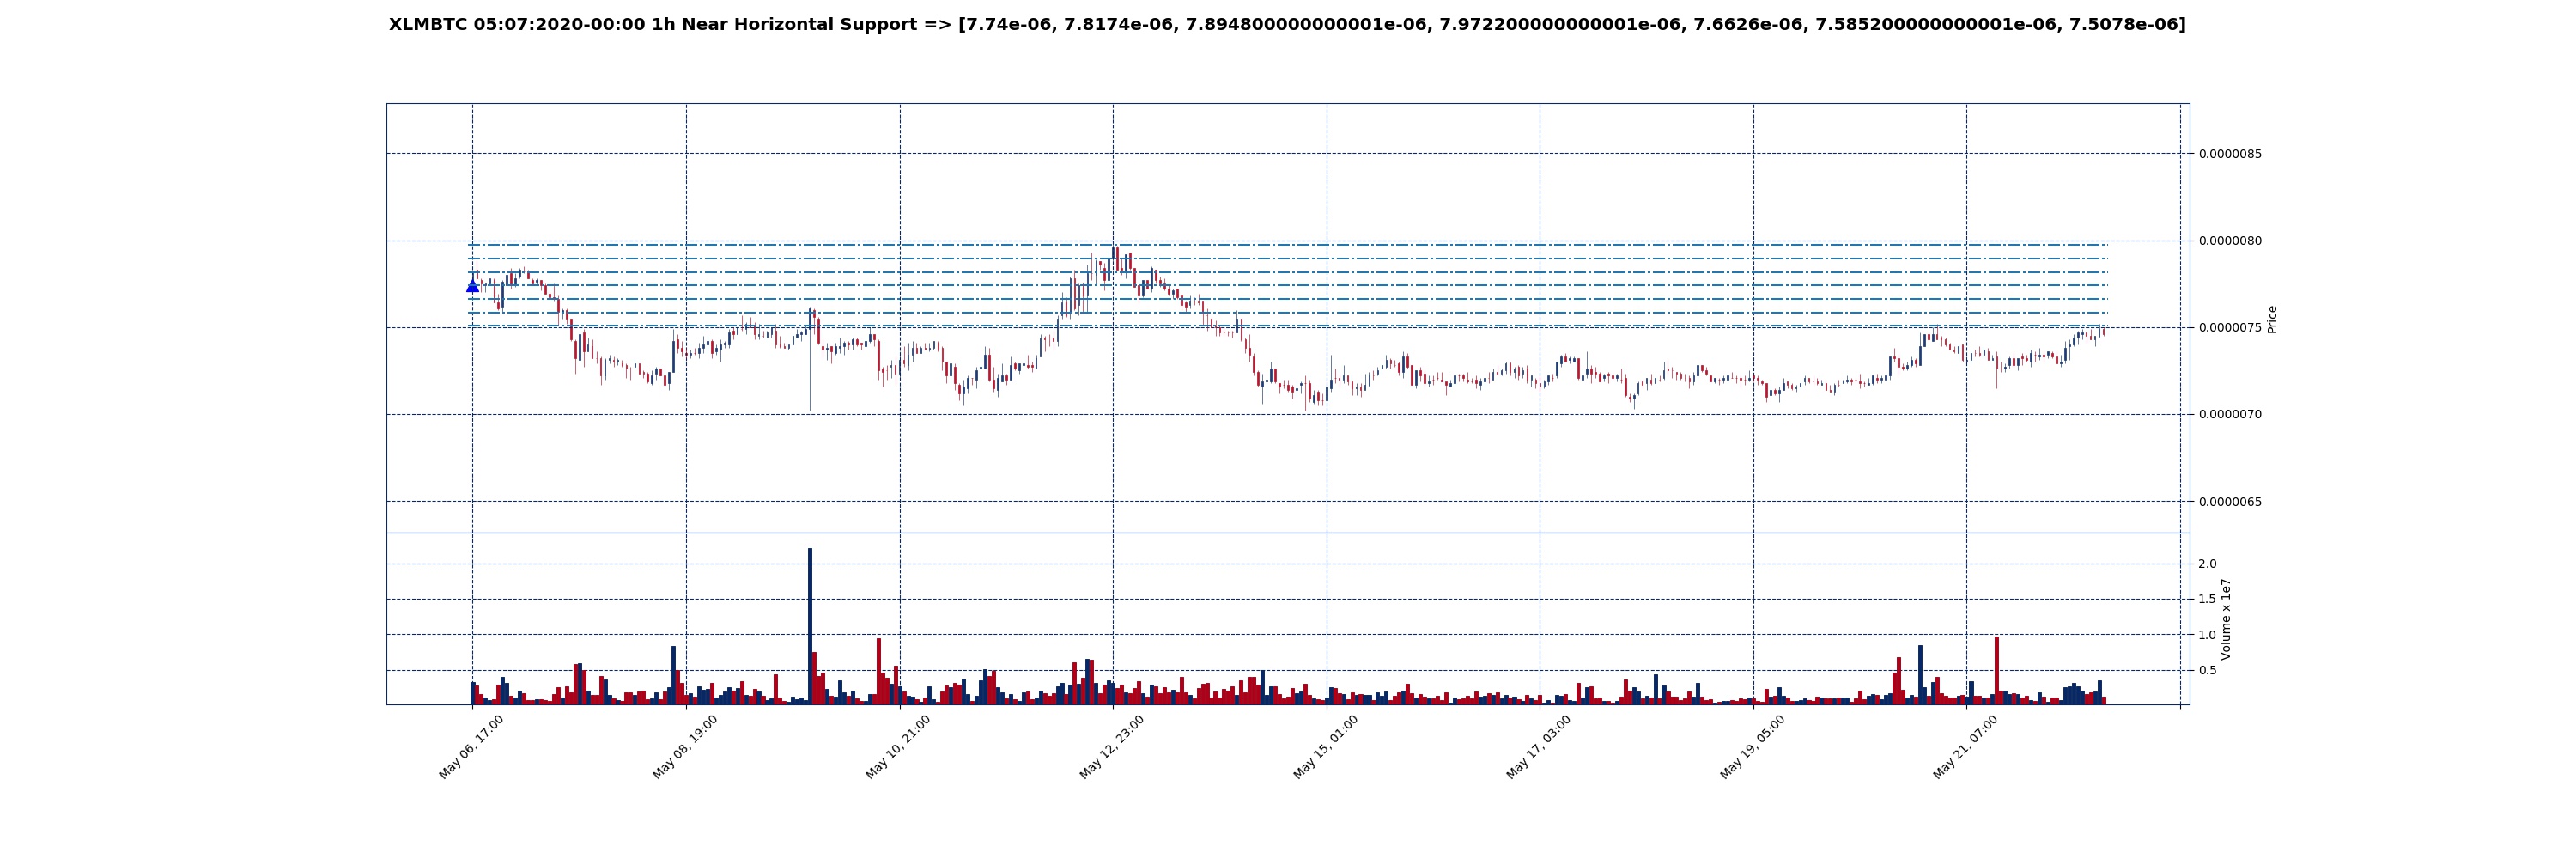 XLMBTC 05:07:2020-00:00 1h Near Horizontal Support => [7.74e-06, 7.8174e-06, 7.894800000000001e-06, 7.972200000000001e-06, 7.6626e-06, 7.585200000000001e-06, 7.5078e-06]
0.0000085
0.0000080
0.0000075
0.0000070
0.0000065
Price
2.0
1.5
1.0
0.5
Volume x 1e7
May 06, 17:00
May 08, 19:00
May 10, 21:00
May 12, 23:00
May 15, 01:00
May 17, 03:00
May 19, 05:00
May 21, 07:00